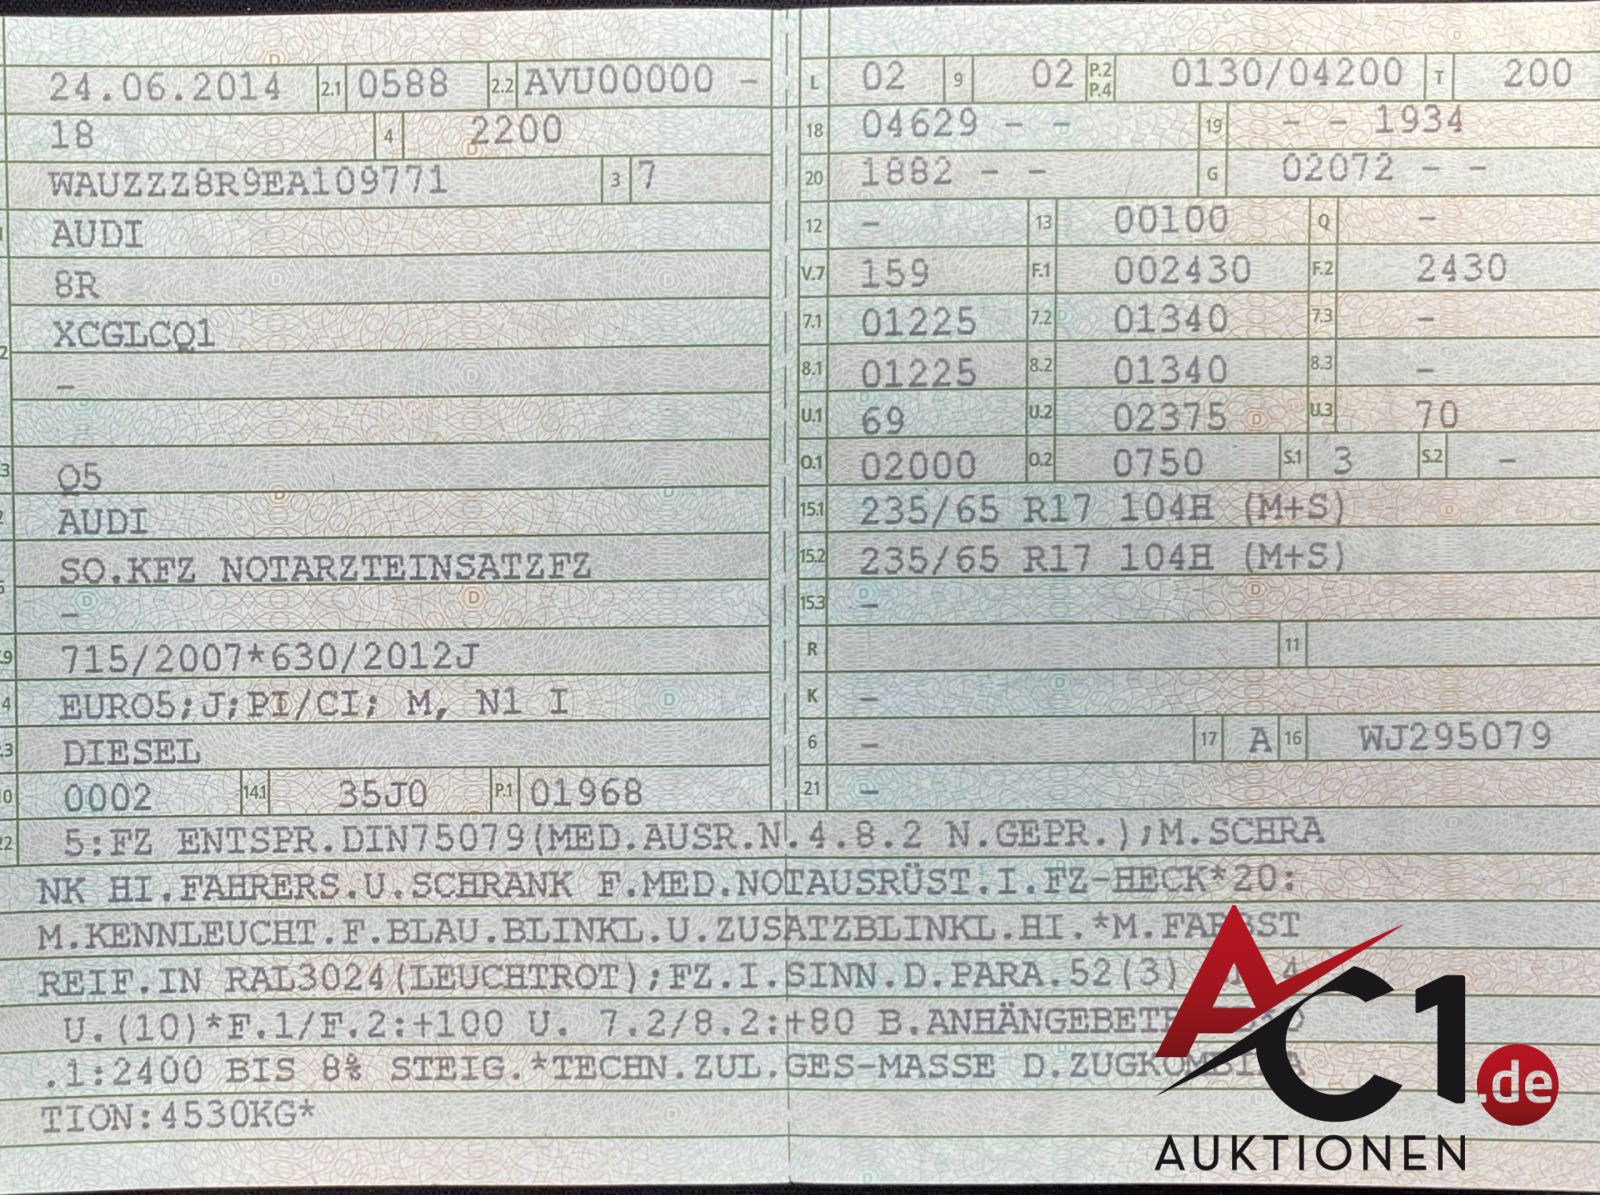 24.06.2014 2.1 0588 2.2 AVU00000 -
18 4 2200
WAUZZZ8R9EA109771 3 7
AUDI
8R
XCGLCQ1
-
Q5
AUDI
SO.KFZ NOTARZTEINSATZFZ
-
715/2007*630/2012J
EURO5;J;PI/CI; M, N1 I
DIESEL
0002 14.1 35J0 P.1 01968
L 02 9 02 P.2 P.4 0130/04200 T 200
18 04629 - - 19 - - 1934
20 1882 - - G 02072 - -
12 - 13 00100 Q -
V.7 159 F.1 002430 F.2 2430
7.1 01225 7.2 01340 7.3 -
8.1 01225 8.2 01340 8.3 -
U.1 69 U.2 02375 U.3 70
O.1 02000 O.2 0750 S.1 3 S.2 -
15.1 235/65 R17 104H (M+S)
15.2 235/65 R17 104H (M+S)
15.3 -
R 11
K -
6 - 17 A 16 WJ295079
21 -
22 5:FZ ENTSPR.DIN75079(MED.AUSR.N.4.8.2 N.GEPR.);M.SCHRA
NK HI.FAHRERS.U.SCHRANK F.MED.NOTAUSRÜST.I.FZ-HECK*20:
M.KENNLEUCHT.F.BLAU.BLINKL.U.ZUSATZBLINKL.HI.*M.FARBST
REIF.IN RAL3024(LEUCHTROT);FZ.I.SINN.D.PARA.52(3) 4
U.(10)*F.1/F.2:+100 U. 7.2/8.2:+80 B.ANHÄNGEBETRIEB*O
.1:2400 BIS 8% STEIG.*TECHN.ZUL.GES-MASSE D.ZUGKOMBINA
TION:4530KG*
AC1.de
AUKTIONEN